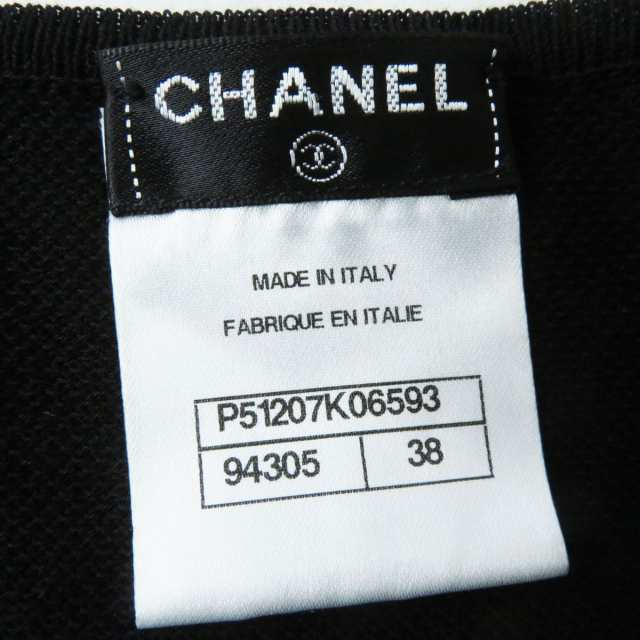 CHANEL
MADE IN ITALY
FABRIQUE EN ITALIE
P51207K06593
94305 38